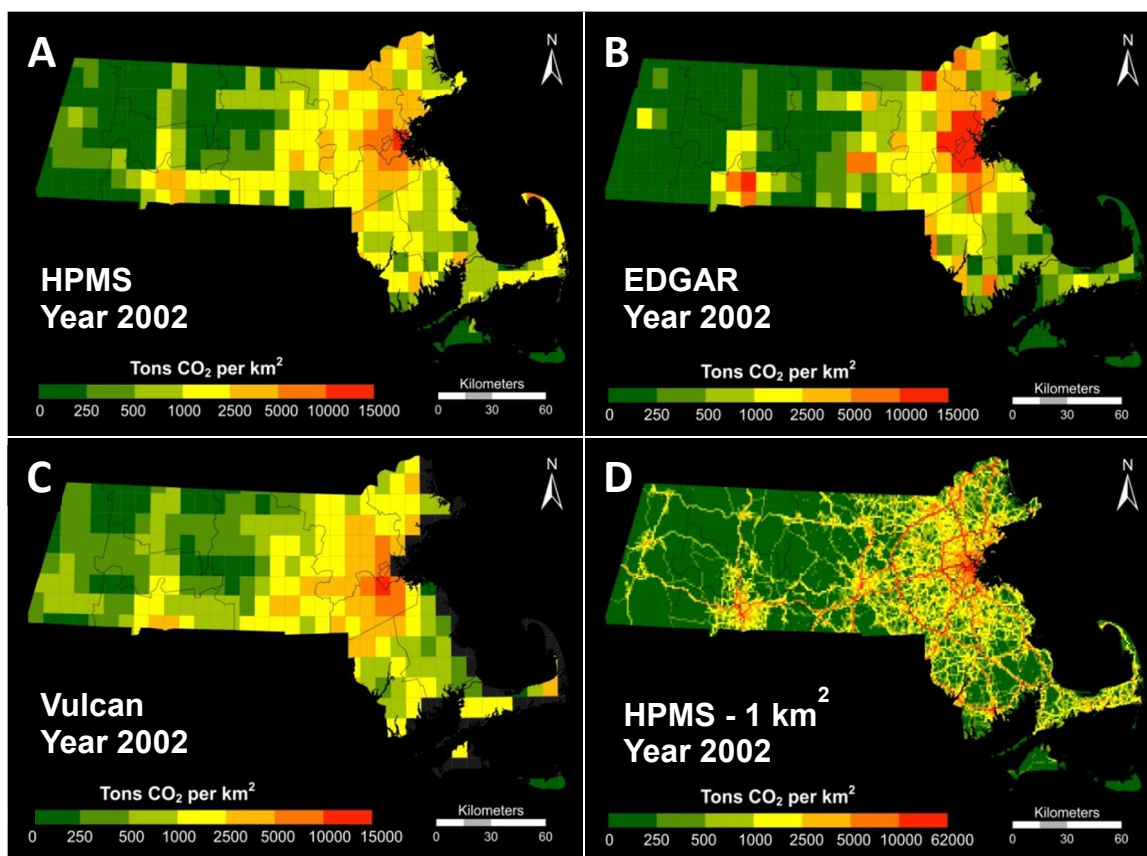 A
N
HPMS
Year 2002
Tons CO₂ per km²
0 250 500 1000 2500 5000 10000 15000
Kilometers
0 30 60
B
N
EDGAR
Year 2002
Tons CO₂ per km²
0 250 500 1000 2500 5000 10000 15000
Kilometers
0 30 60
C
N
Vulcan
Year 2002
Tons CO₂ per km²
0 250 500 1000 2500 5000 10000 15000
Kilometers
0 30 60
D
N
HPMS - 1 km²
Year 2002
Tons CO₂ per km²
0 250 500 1000 2500 5000 10000 62000
Kilometers
0 30 60